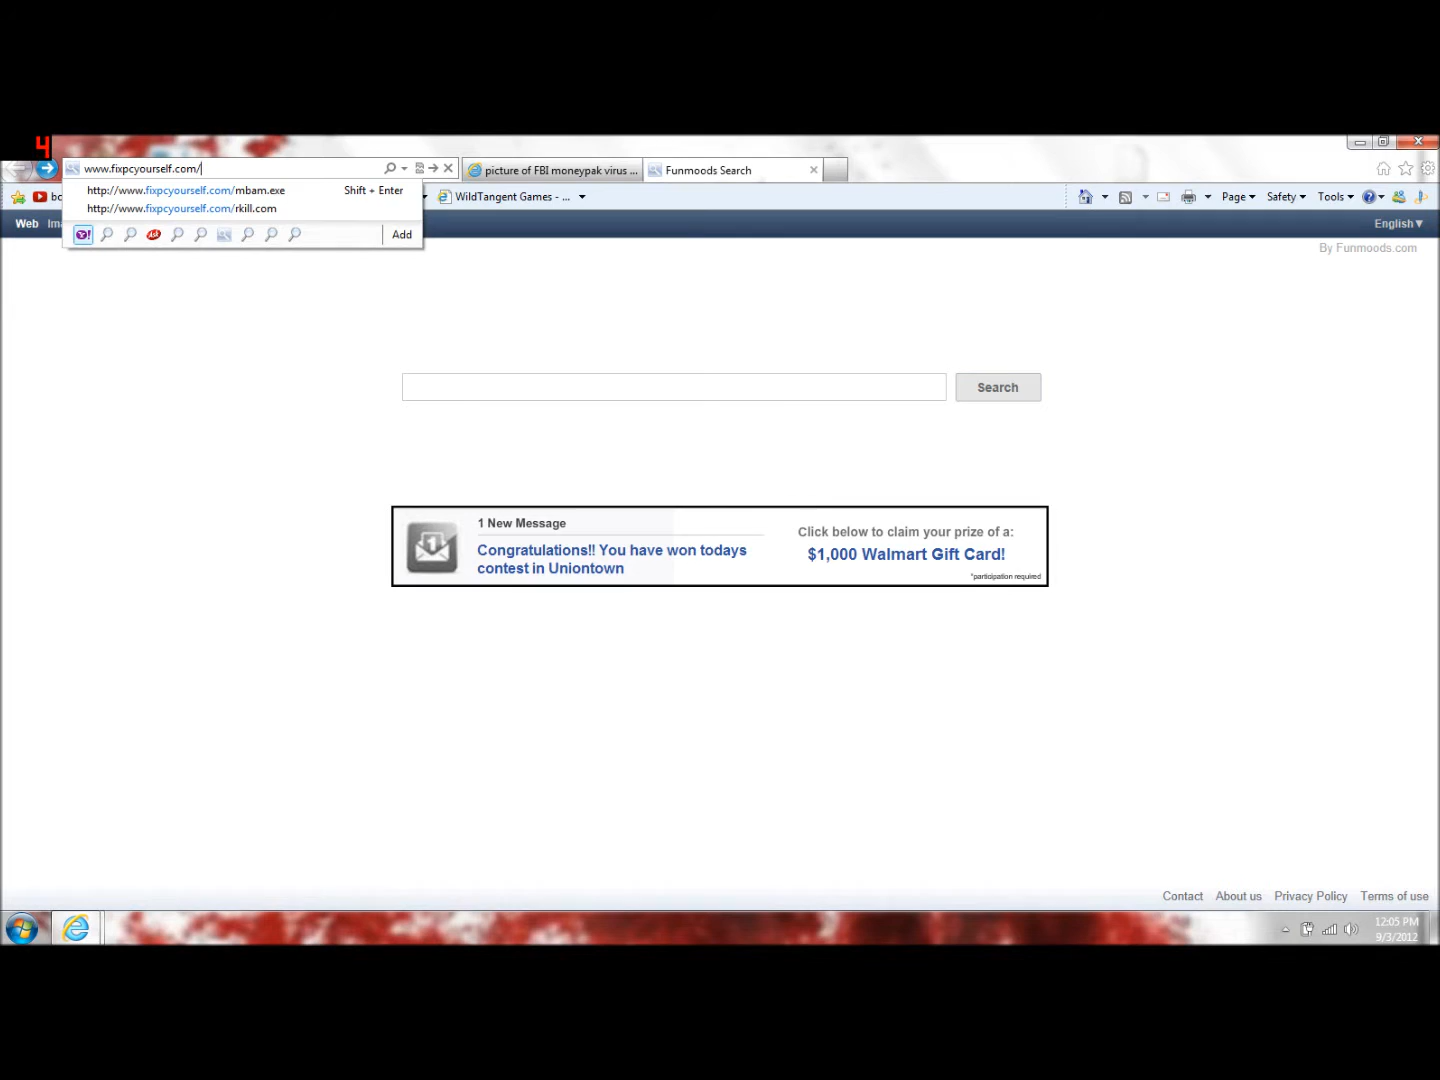 4
www.fixpcyourself.com/
picture of FBI moneypak virus ...
Funmoods Search
http://www.fixpcyourself.com/mbam.exe Shift + Enter
http://www.fixpcyourself.com/rkill.com
WildTangent Games - ...
Page Safety Tools
Web
English
Add
By Funmoods.com
Search
1 New Message
Congratulations!! You have won todays
contest in Uniontown
Click below to claim your prize of a:
$1,000 Walmart Gift Card!
*participation required
Contact About us Privacy Policy Terms of use
12:05 PM
9/3/2012